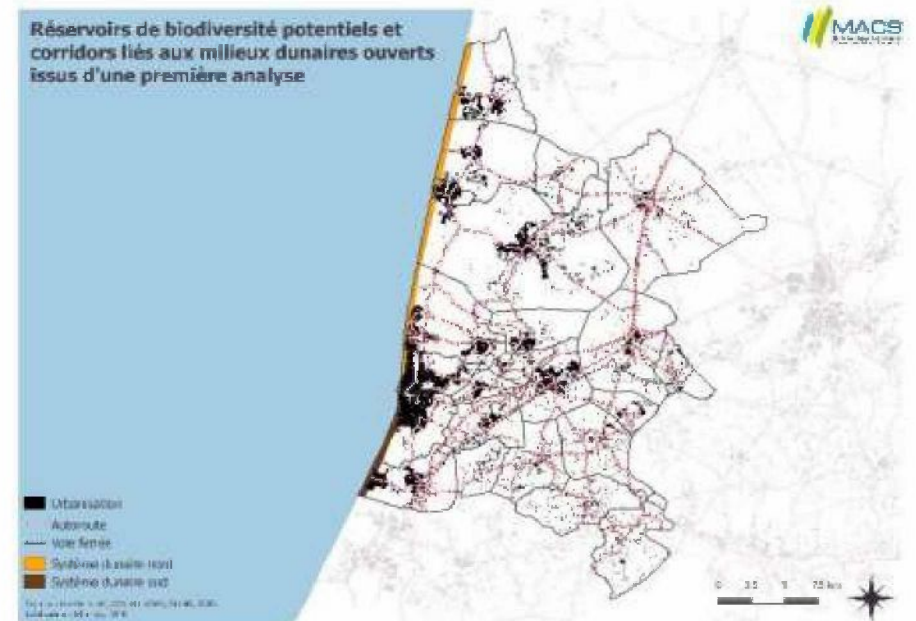 Réservoirs de biodiversité potentiels et
corridors liés aux milieux dunaires ouverts
issus d'une première analyse
MACS
Urbanisation
Autoroute
Voie ferrée
Système dunaire nord
Système dunaire sud
0 3.5 7.5 km